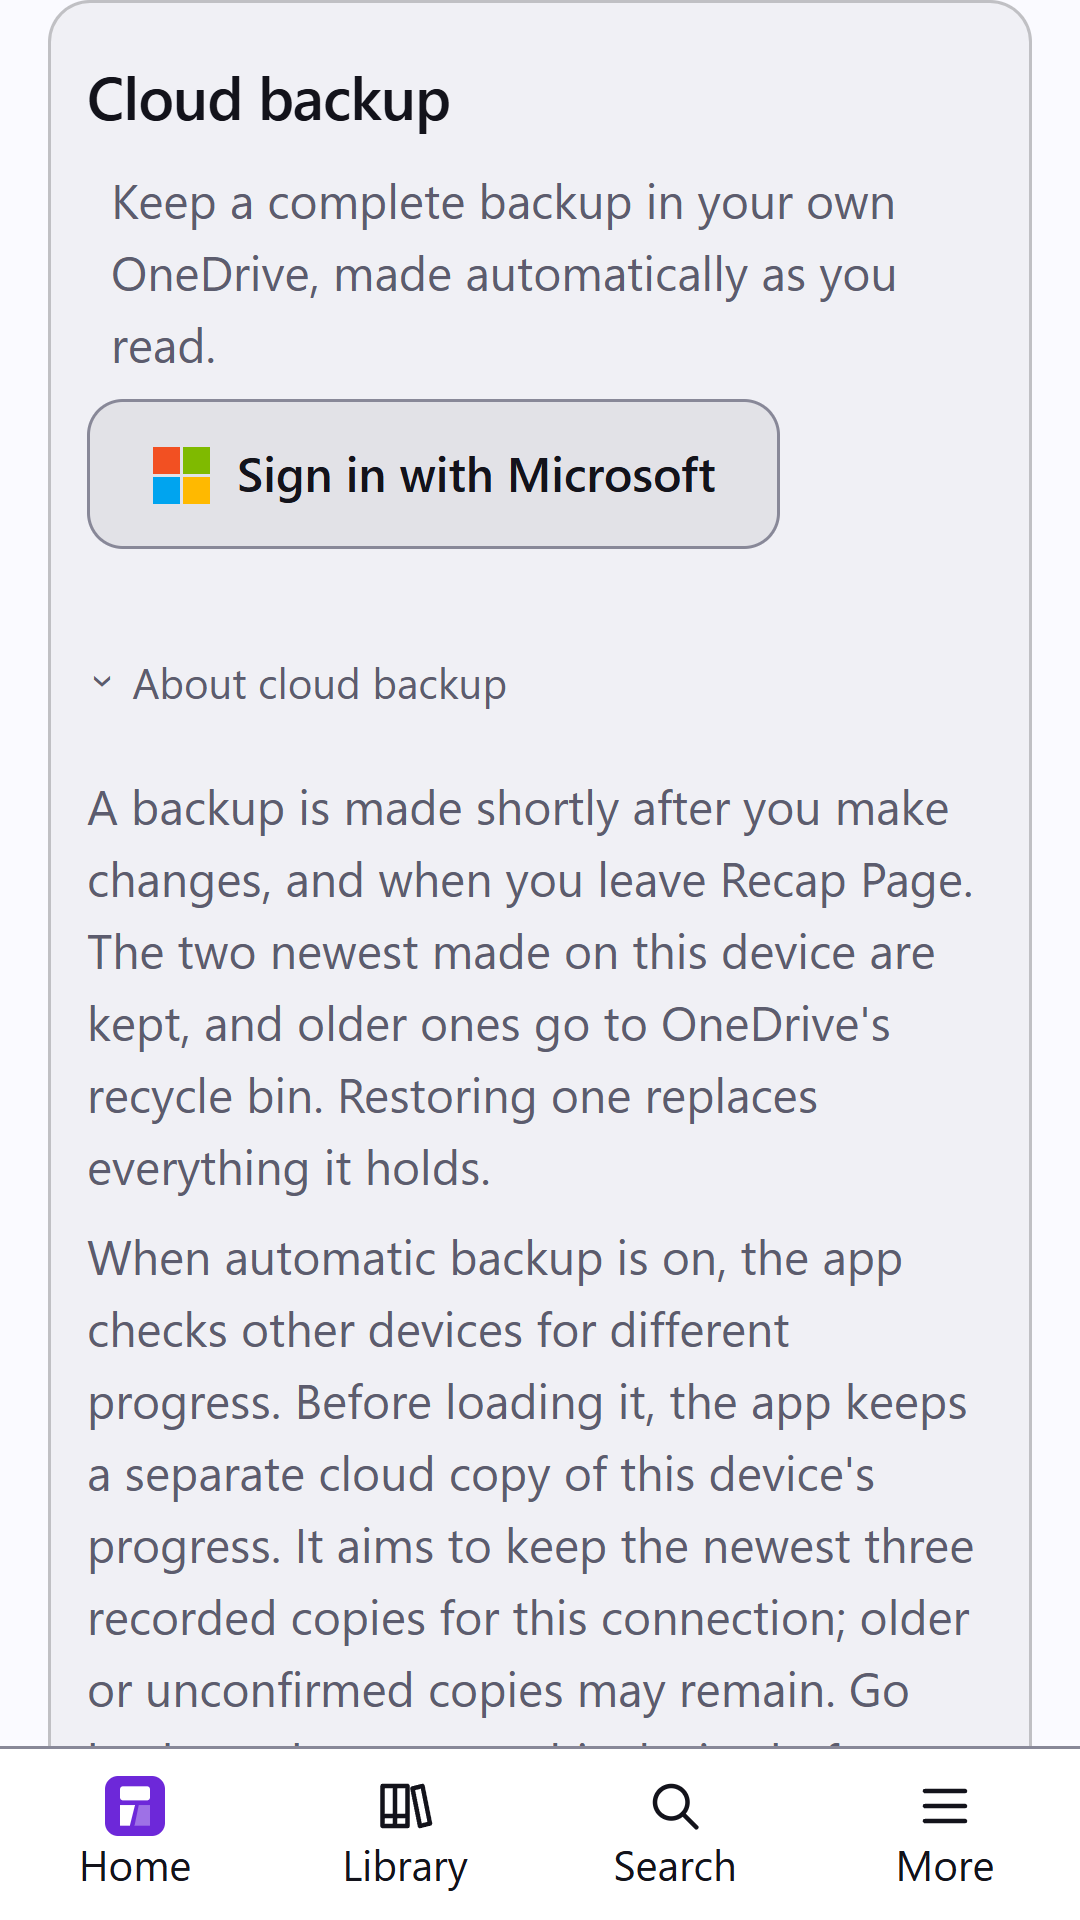 Cloud backup
Keep a complete backup in your own
OneDrive, made automatically as you
read.
Sign in with Microsoft
About cloud backup
A backup is made shortly after you make
changes, and when you leave Recap Page.
The two newest made on this device are
kept, and older ones go to OneDrive's
recycle bin. Restoring one replaces
everything it holds.
When automatic backup is on, the app
checks other devices for different
progress. Before loading it, the app keeps
a separate cloud copy of this device's
progress. It aims to keep the newest three
recorded copies for this connection; older
or unconfirmed copies may remain. Go
Home
Library
Search
More